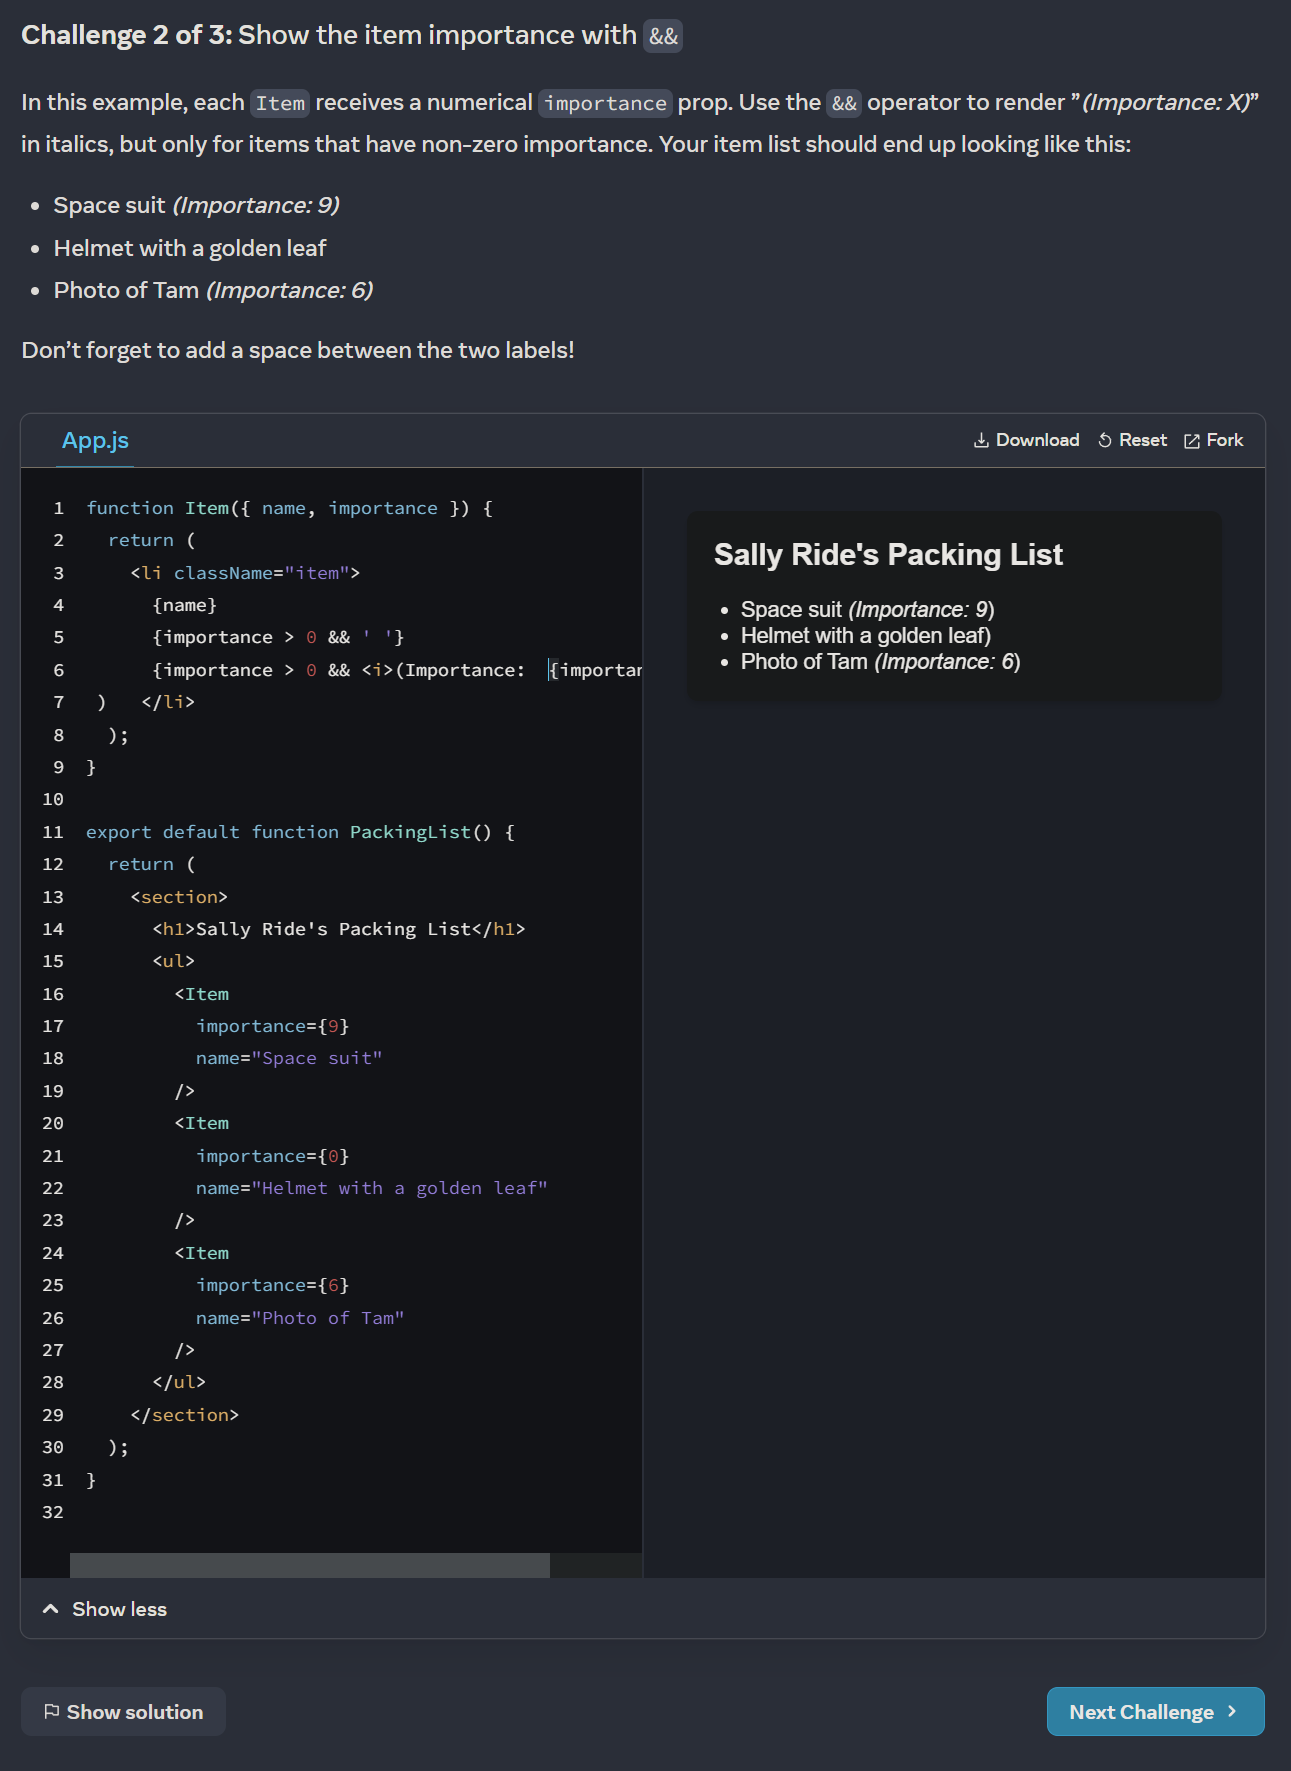 Challenge 2 of 3: Show the item importance with &&
In this example, each Item receives a numerical importance prop. Use the && operator to render ”(Importance: X)”
in italics, but only for items that have non-zero importance. Your item list should end up looking like this:
• Space suit (Importance: 9)
• Helmet with a golden leaf
• Photo of Tam (Importance: 6)
Don’t forget to add a space between the two labels!
App.js
Download
Reset
Fork
1 function Item({ name, importance }) {
2   return (
3     <li className="item">
4       {name}
5       {importance > 0 && ' '}
6       {importance > 0 && <i>(Importance:  {importan
7  )   </li>
8   );
9 }
10
11 export default function PackingList() {
12   return (
13     <section>
14       <h1>Sally Ride's Packing List</h1>
15       <ul>
16         <Item
17           importance={9}
18           name="Space suit"
19         />
20         <Item
21           importance={0}
22           name="Helmet with a golden leaf"
23         />
24         <Item
25           importance={6}
26           name="Photo of Tam"
27         />
28       </ul>
29     </section>
30   );
31 }
32
Sally Ride's Packing List
• Space suit (Importance: 9)
• Helmet with a golden leaf)
• Photo of Tam (Importance: 6)
Show less
Show solution
Next Challenge